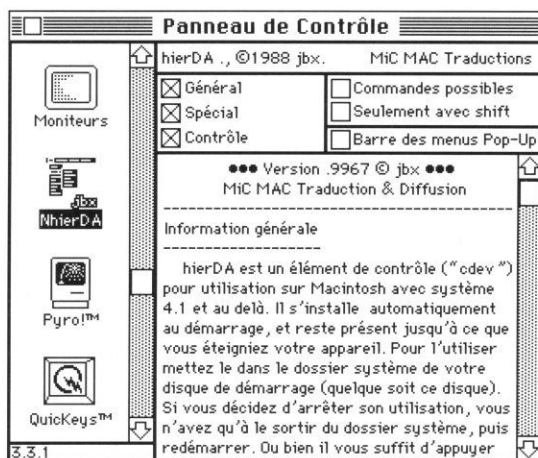 Panneau de Contrôle
Moniteurs
jbx
NhierDA
Pyro!™
QuicKeys™
3.3.1
hierDA ., ©1988 jbx. MiC MAC Traductions
Général
Spécial
Contrôle
Commandes possibles
Seulement avec shift
Barre des menus Pop-Up
●●● Version .9967 © jbx ●●●
MiC MAC Traduction & Diffusion
Information générale
hierDA est un élément de contrôle (“cdev”)
pour utilisation sur Macintosh avec système
4.1 et au delà. Il s'installe automatiquement
au démarrage, et reste présent jusqu'à ce que
vous éteigniez votre appareil. Pour l'utiliser
mettez le dans le dossier système de votre
disque de démarrage (quelque soit ce disque).
Si vous décidez d'arrêter son utilisation, vous
n'avez qu'à le sortir du dossier système, puis
redémarrer. Ou bien il vous suffit d'appuyer